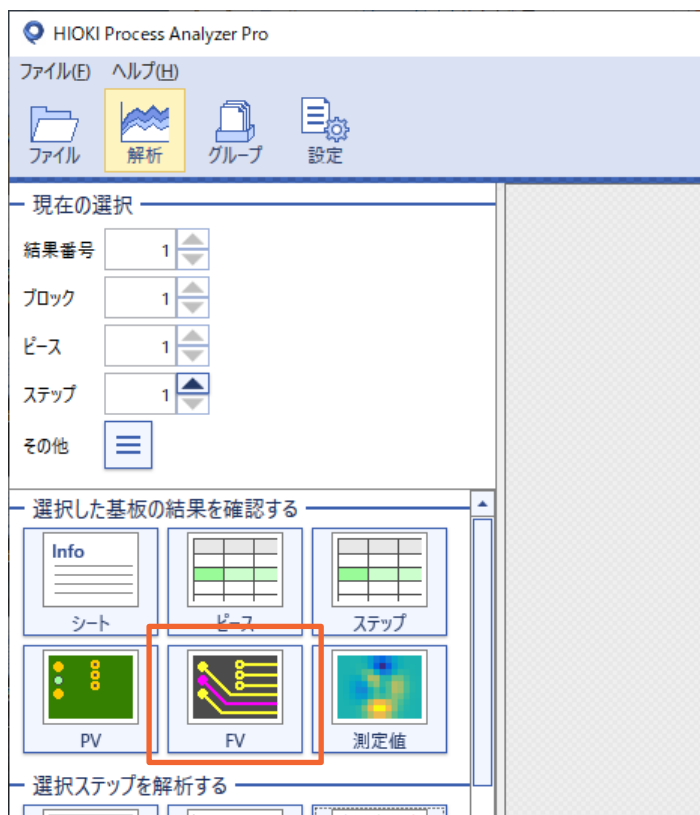 HIOKI Process Analyzer Pro
ファイル(F) ヘルプ(H)
ファイル 解析 グループ 設定
現在の選択
結果番号 1
ブロック 1
ピース 1
ステップ 1
その他
選択した基板の結果を確認する
Info
シート ピース ステップ
PV FV 測定値
選択ステップを解析する